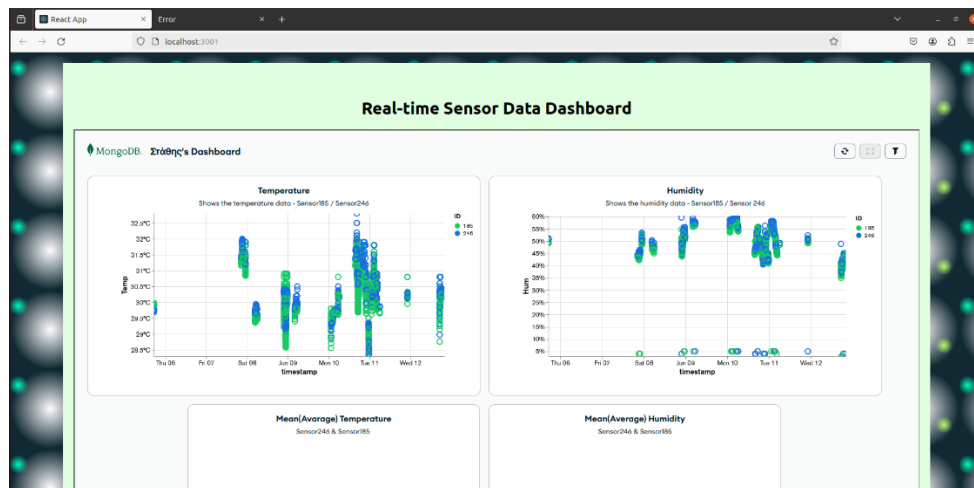 React App
Error
localhost:3001
Real-time Sensor Data Dashboard
MongoDB. Στάθης's Dashboard
Temperature
Shows the temperature data - Sensor185 / Sensor246
ID
185
246
32.5°C
32°C
31.5°C
31°C
30.5°C
30°C
29.5°C
29°C
28.5°C
Temp
Thu 06 Fri 07 Sat 08 Jun 09 Mon 10 Tue 11 Wed 12
timestamp
Humidity
Shows the humidity data - Sensor185 / Sensor 246
ID
185
246
60%
55%
50%
45%
40%
35%
30%
25%
20%
15%
10%
5%
Hum
Thu 06 Fri 07 Sat 08 Jun 09 Mon 10 Tue 11 Wed 12
timestamp
Mean(Avarage) Temperature
Sensor246 & Sensor185
Mean(Average) Humidity
Sensor246 & Sensor185